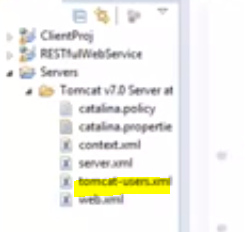 ClientProj
RESTfulWebService
Servers
Tomcat v7.0 Server at
catalina.policy
catalina.propertie
context.xml
server.xml
tomcat-users.xml
web.xml